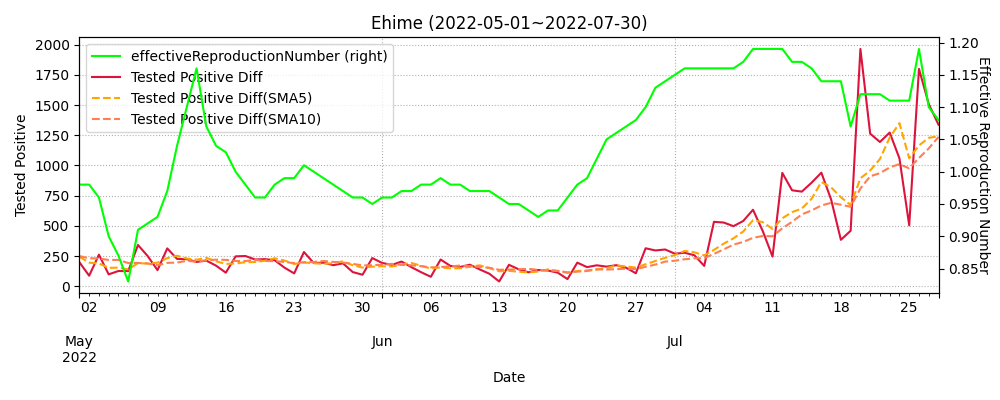 Ehime (2022-05-01~2022-07-30)
effectiveReproductionNumber (right)
Tested Positive Diff
Tested Positive Diff(SMA5)
Tested Positive Diff(SMA10)
Tested Positive
2000
1750
1500
1250
1000
750
500
250
0
1.20
1.15
1.10
1.05
1.00
0.95
0.90
0.85
Effective Reproduction Number
02 09 16 23 30 06 13 20 27 04 11 18 25
May Jun Jul
2022
Date